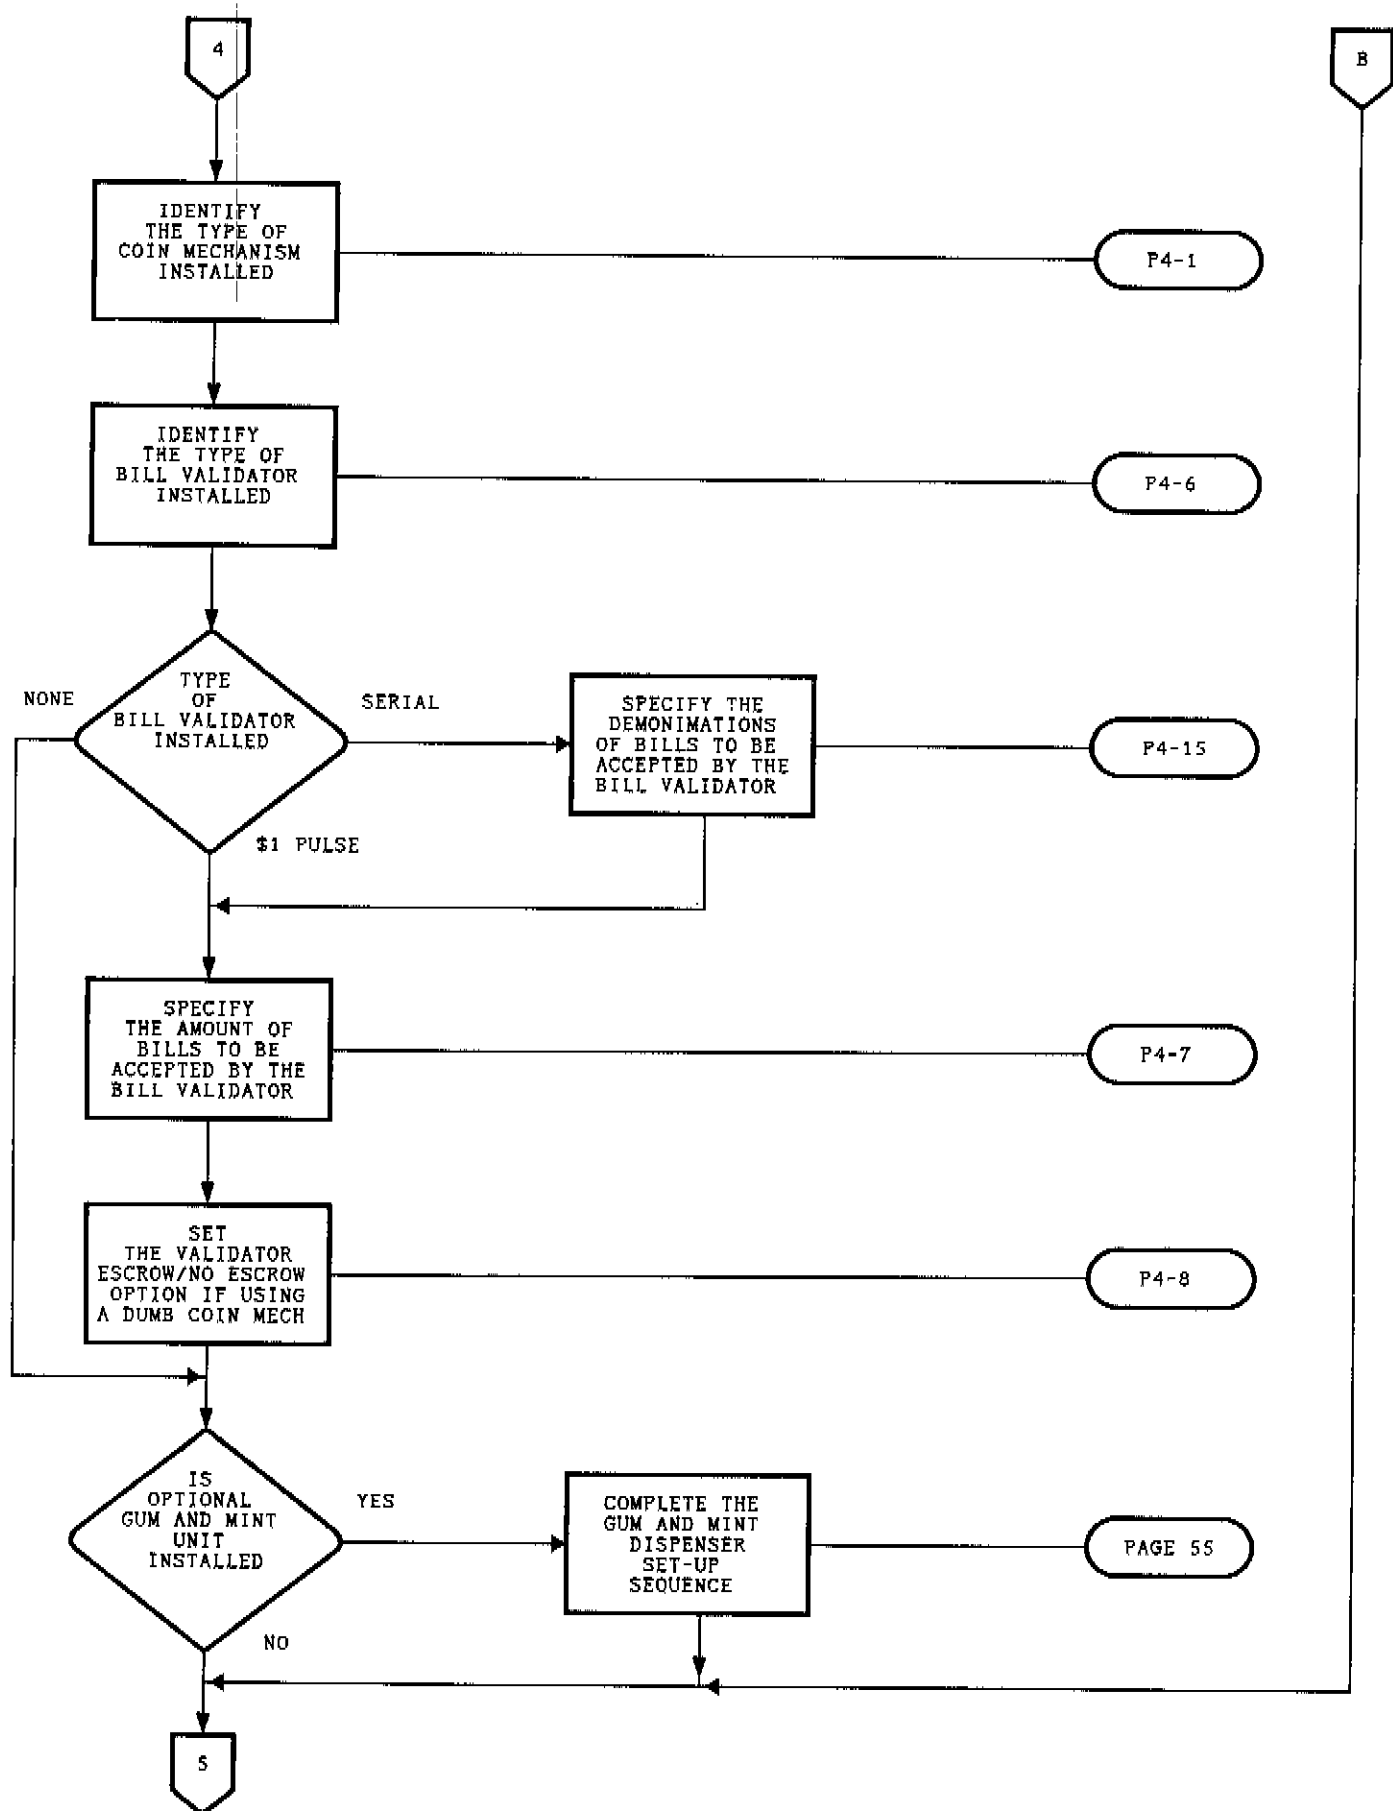 4
B
IDENTIFY
THE TYPE OF
COIN MECHANISM
INSTALLED
P4-1
IDENTIFY
THE TYPE OF
BILL VALIDATOR
INSTALLED
P4-6
NONE
TYPE
OF
BILL VALIDATOR
INSTALLED
SERIAL
SPECIFY THE
DEMONIMATIONS
OF BILLS TO BE
ACCEPTED BY THE
BILL VALIDATOR
P4-15
$1 PULSE
SPECIFY
THE AMOUNT OF
BILLS TO BE
ACCEPTED BY THE
BILL VALIDATOR
P4-7
SET
THE VALIDATOR
ESCROW/NO ESCROW
OPTION IF USING
A DUMB COIN MECH
P4-8
IS
OPTIONAL
GUM AND MINT
UNIT
INSTALLED
YES
COMPLETE THE
GUM AND MINT
DISPENSER
SET-UP
SEQUENCE
PAGE 55
NO
5